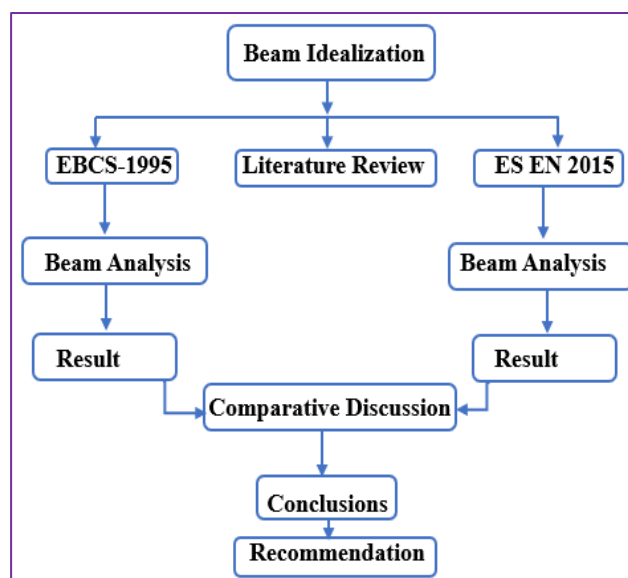 Beam Idealization
EBCS-1995
Literature Review
ES EN 2015
Beam Analysis
Beam Analysis
Result
Result
Comparative Discussion
Conclusions
Recommendation